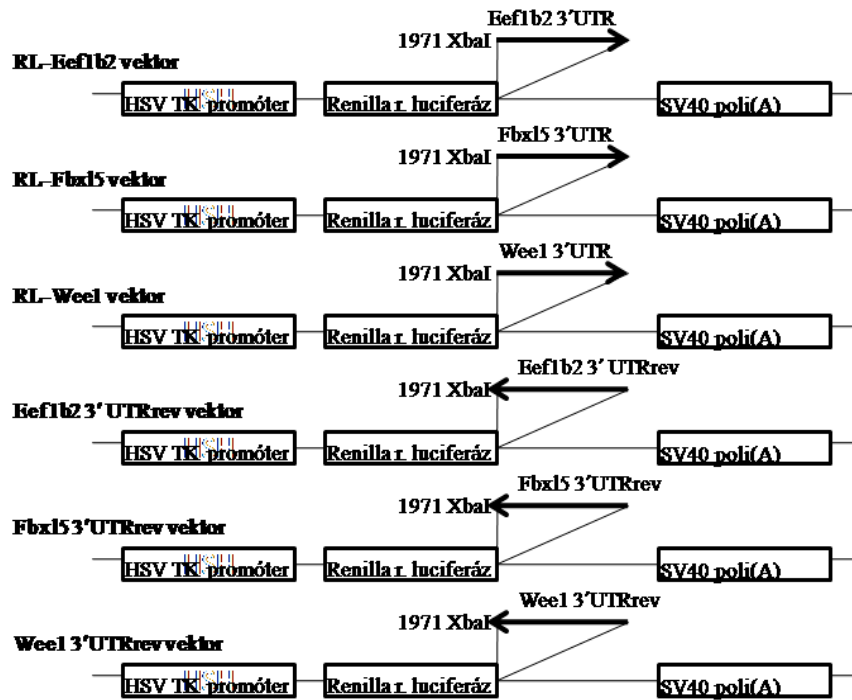 Eef1b2 3'UTR
1971 XbaI
RL-Eef1b2 vektor
HSV TK promóter
Renilla r. luciferáz
SV40 poli(A)
Fbxl5 3'UTR
1971 XbaI
RL-Fbxl5 vektor
HSV TK promóter
Renilla r. luciferáz
SV40 poli(A)
Wee1 3'UTR
1971 XbaI
RL-Wee1 vektor
HSV TK promóter
Renilla r. luciferáz
SV40 poli(A)
Eef1b2 3' UTRrev
1971 XbaI
Eef1b2 3' UTRrev vektor
HSV TK promóter
Renilla r. luciferáz
SV40 poli(A)
Fbxl5 3'UTRrev
1971 XbaI
Fbxl5 3'UTRrev vektor
HSV TK promóter
Renilla r. luciferáz
SV40 poli(A)
Wee1 3'UTRrev
1971 XbaI
Wee1 3'UTRrev vektor
HSV TK promóter
Renilla r. luciferáz
SV40 poli(A)